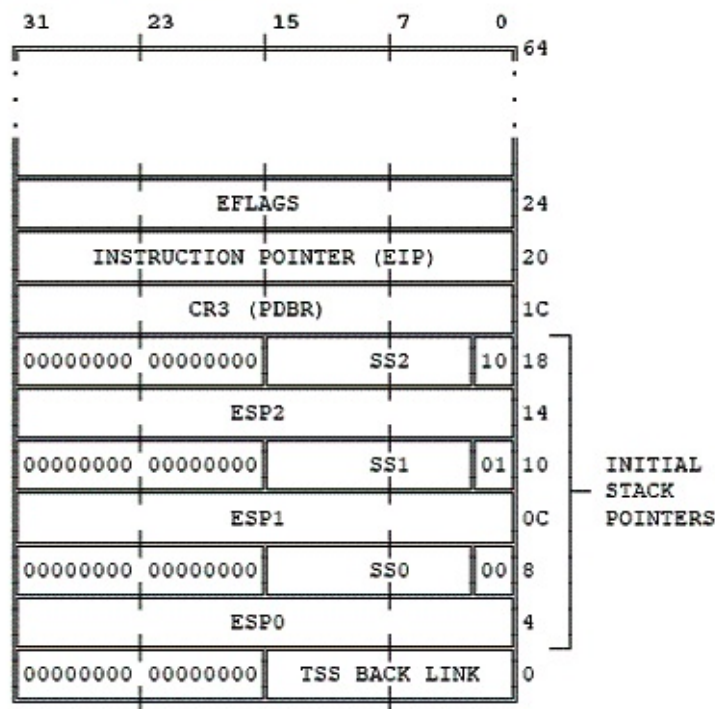 31 23 15 7 0
64
EFLAGS 24
INSTRUCTION POINTER (EIP) 20
CR3 (PDBR) 1C
00000000 00000000 SS2 10 18
ESP2 14
00000000 00000000 SS1 01 10 INITIAL
STACK
ESP1 0C POINTERS
00000000 00000000 SS0 00 8
ESP0 4
00000000 00000000 TSS BACK LINK 0